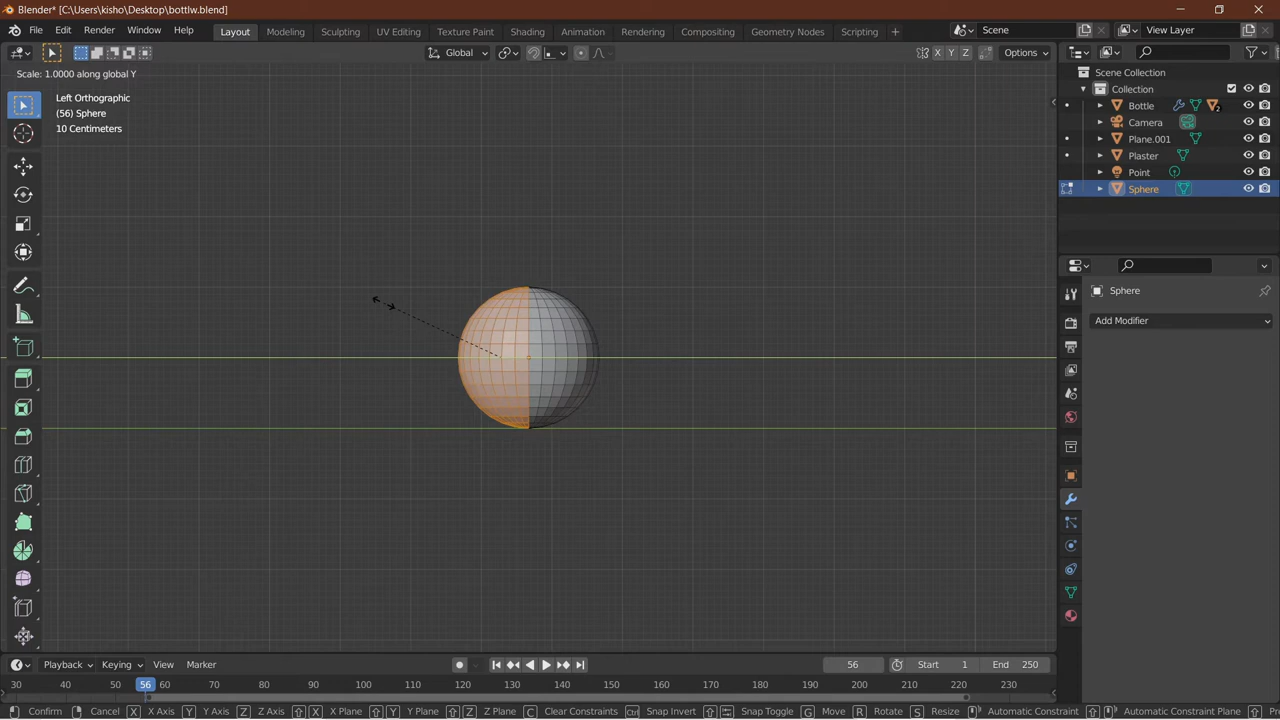 Blender* [C:\Users\kisho\Desktop\bottlw.blend]
File Edit Render Window Help Layout Modeling Sculpting UV Editing Texture Paint Shading Animation Rendering Compositing Geometry Nodes Scripting + Scene View Layer
Global X Y Z Options
Scale: 1.0000 along global Y
Left Orthographic
(56) Sphere
10 Centimeters
Scene Collection
Collection
Bottle 2
Camera
Plane.001
Plaster
Point
Sphere
Sphere
Add Modifier
Playback Keying View Marker 56 Start 1 End 250
30 40 50 56 60 70 80 90 100 110 120 130 140 150 160 170 180 190 200 210 220 230
Confirm Cancel X X Axis Y Y Axis Z Z Axis X X Plane Y Y Plane Z Z Plane C Clear Constraints Ctrl Snap Invert Snap Toggle G Move R Rotate S Resize Automatic Constraint Automatic Constraint Plane Pr